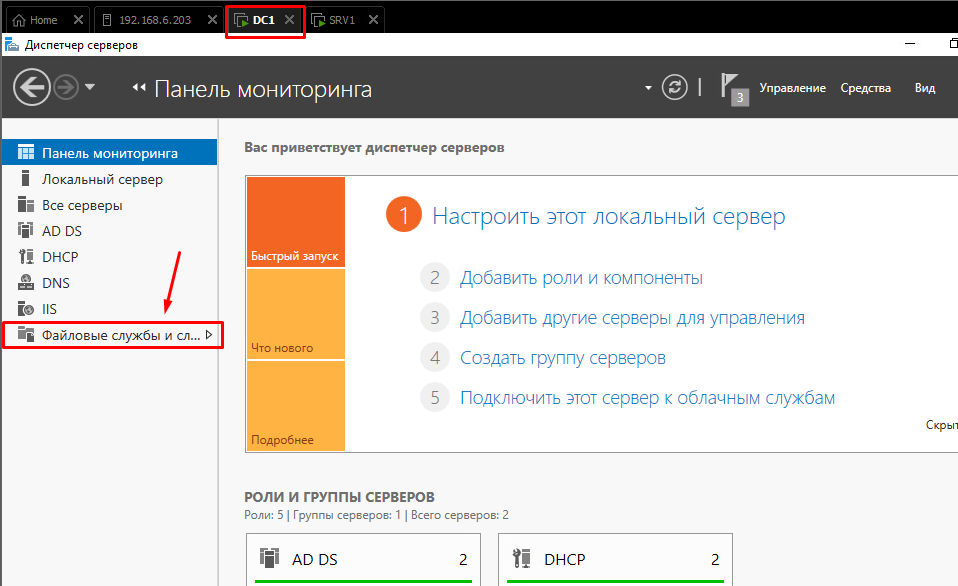 Home 192.168.6.203 DC1 SRV1
Диспетчер серверов
Панель мониторинга
3
Управление Средства Вид
Панель мониторинга
Локальный сервер
Все серверы
AD DS
DHCP
DNS
IIS
Файловые службы и сл...
Вас приветствует диспетчер серверов
Быстрый запуск
Что нового
Подробнее
1 Настроить этот локальный сервер
2 Добавить роли и компоненты
3 Добавить другие серверы для управления
4 Создать группу серверов
5 Подключить этот сервер к облачным службам
Скрыт
РОЛИ И ГРУППЫ СЕРВЕРОВ
Роли: 5 | Группы серверов: 1 | Всего серверов: 2
AD DS 2
DHCP 2